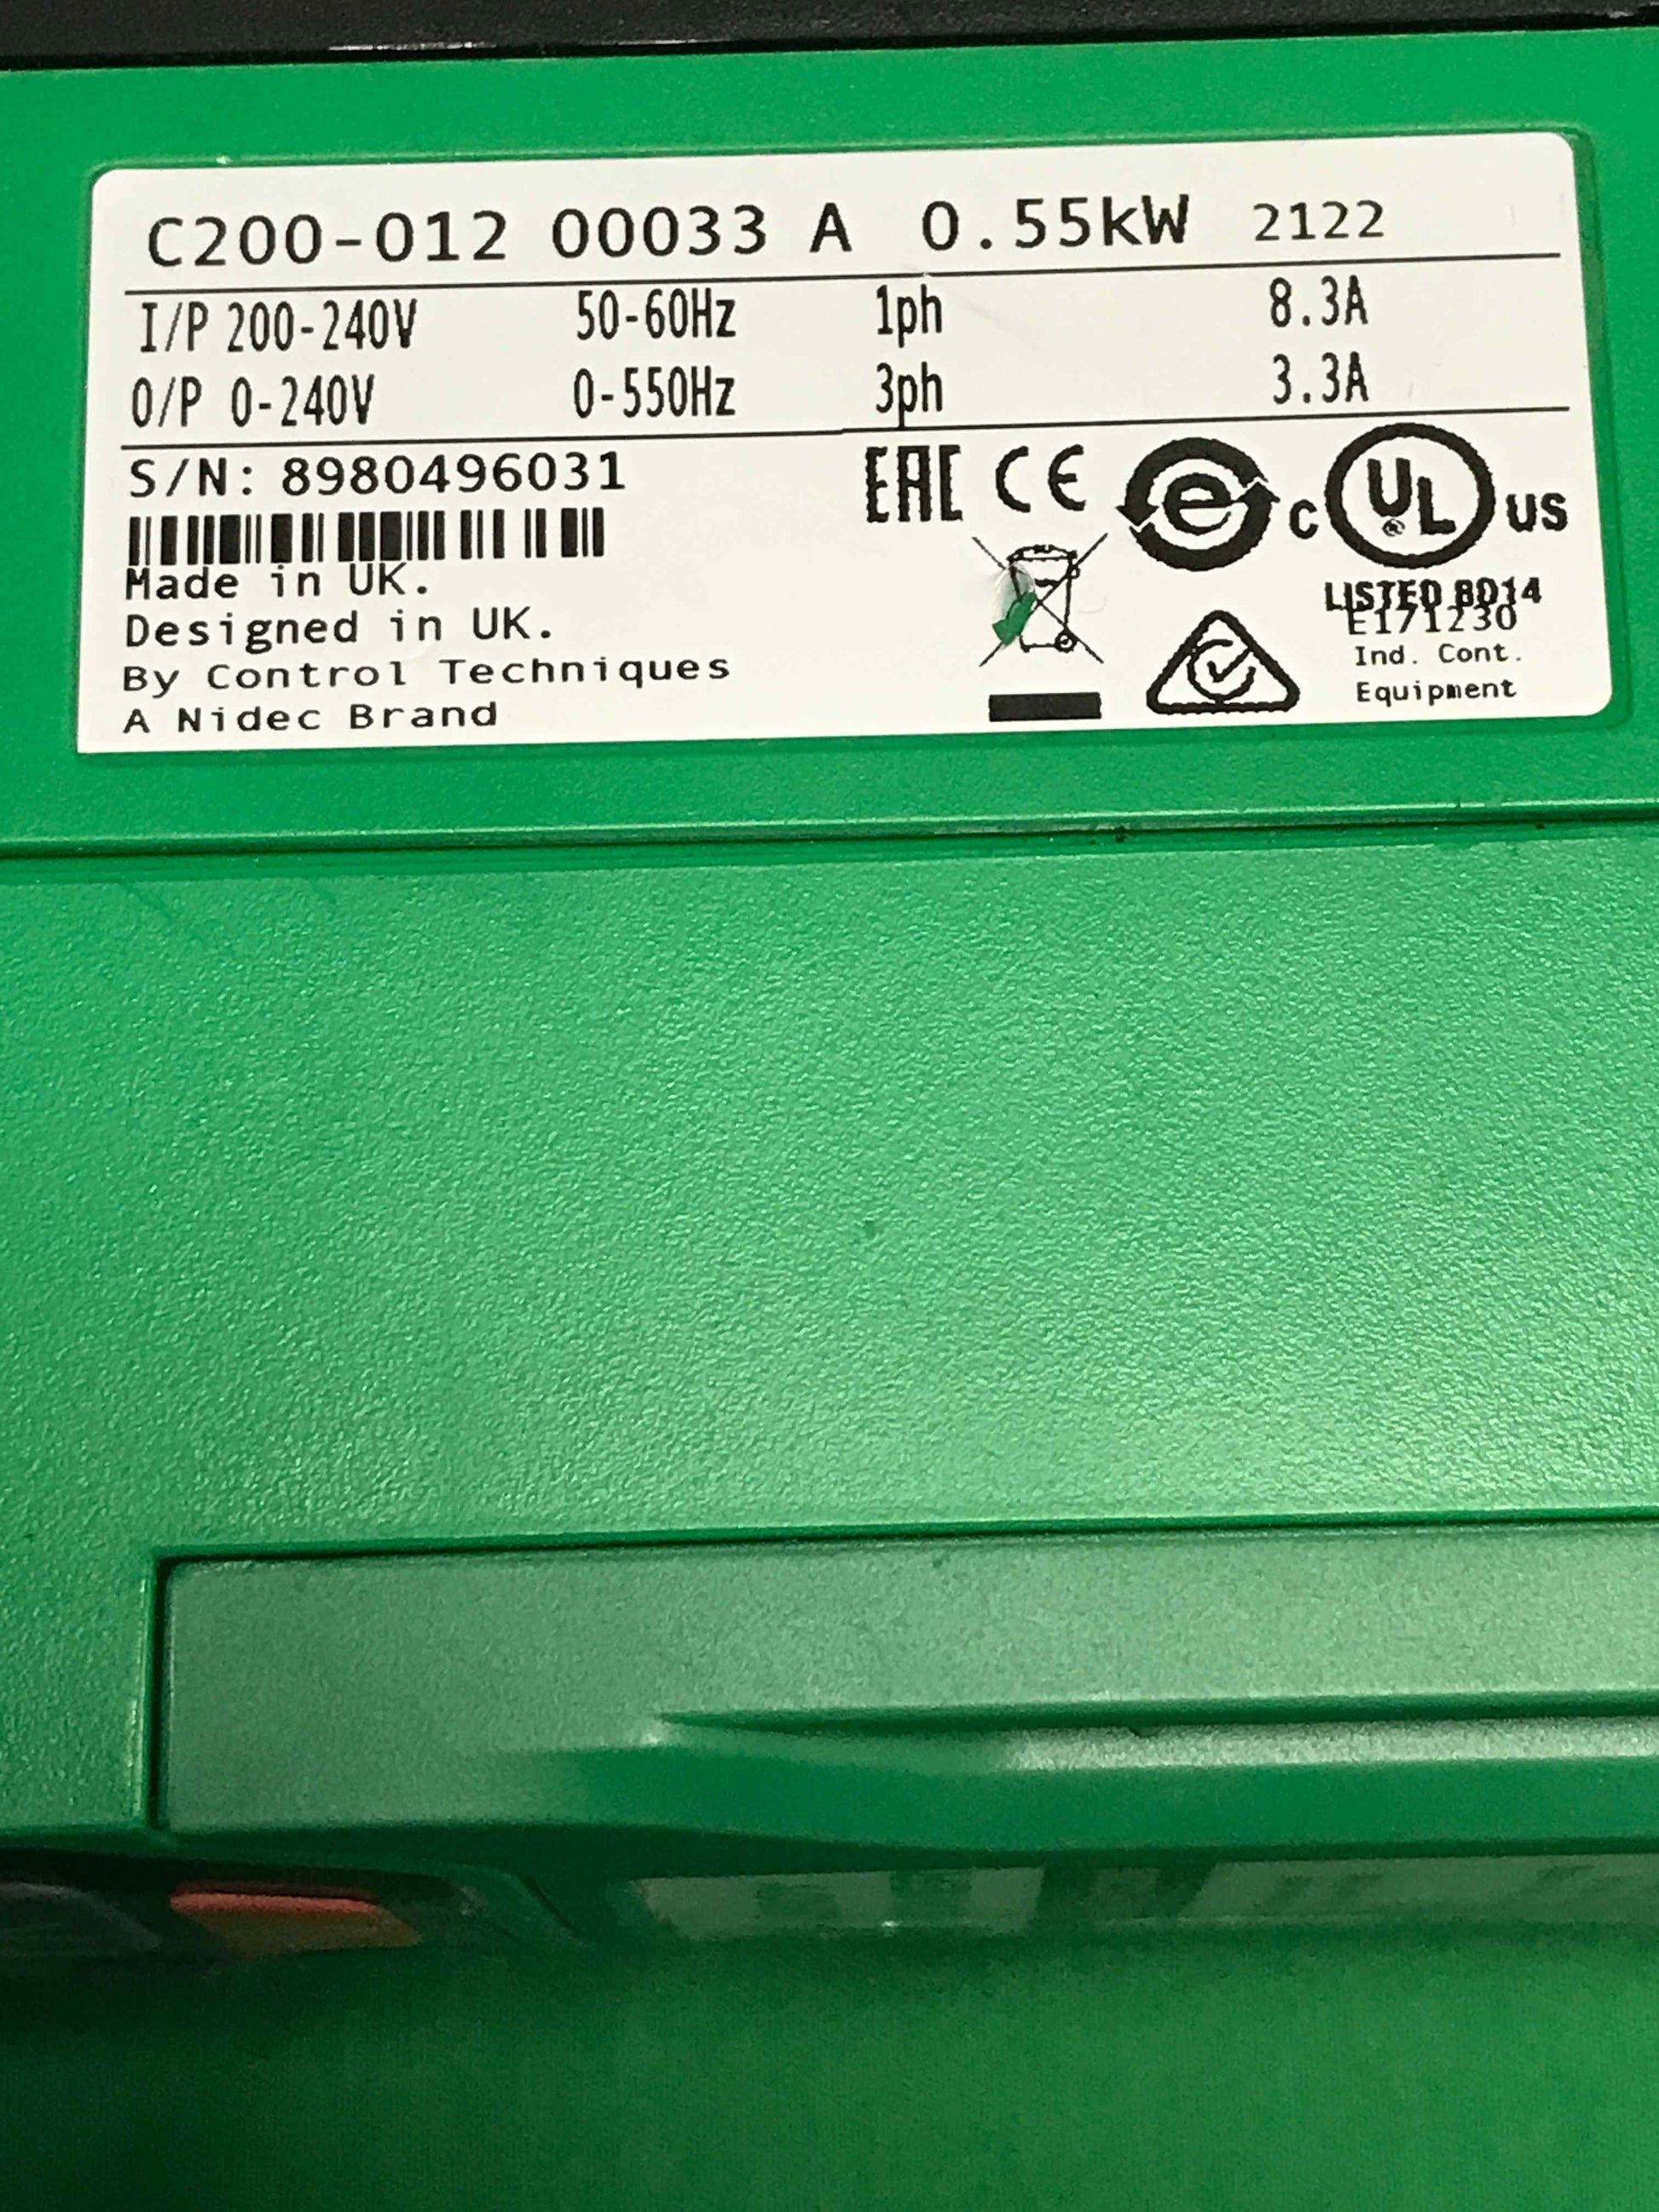 C200-012 00033 A 0.55kW 2122
I/P 200-240V 50-60Hz 1ph 8.3A
O/P 0-240V 0-550Hz 3ph 3.3A
S/N: 8980496031
EAC CE e c UL ® US
Made in UK.
Designed in UK.
By Control Techniques
A Nidec Brand
LISTED 8D14
E171230
Ind. Cont.
Equipment